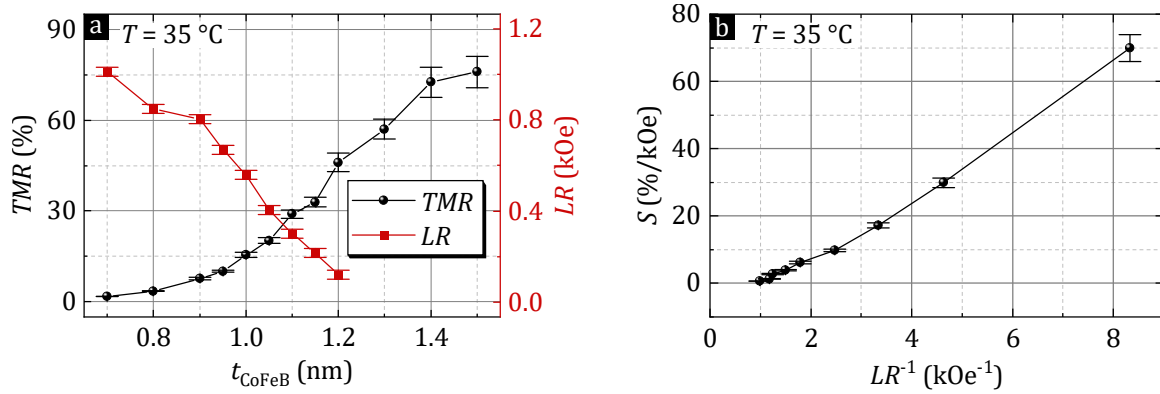 a
T = 35 °C
90
60
30
0
TMR (%)
0.8
1.0
1.2
1.4
t_CoFeB (nm)
1.2
0.8
0.4
0.0
LR (kOe)
TMR
LR
b
T = 35 °C
80
60
40
20
0
S (%/kOe)
0
2
4
6
8
LR⁻¹ (kOe⁻¹)